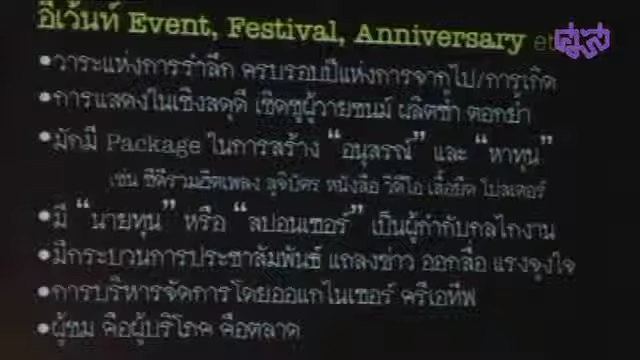 อีเว้นท์ Event, Festival, Anniversary etc
สุส
•วาระแห่งการรำลึก ครบรอบปีแห่งการจากไป/การเกิด
•การแสดงในเชิงสดุดี เชิดชูผู้วายชนม์ ผลิตซ้ำ ตอกย้ำ
•มักมี Package ในการสร้าง “อนุสรณ์” และ “หาทุน”
เช่น ซีดีรวมฮิตเพลง สูจิบัตร หนังสือ วีดีโอ เสื้อยืด โปสเตอร์
•มี “นายทุน” หรือ “สปอนเซอร์” เป็นผู้กำกับกลไกงาน
•มีกระบวนการประชาสัมพันธ์ แถลงข่าว ออกสื่อ แรงจูงใจ
•การบริหารจัดการโดยออแกไนเซอร์ ครีเอทีพ
•ผู้ชม คือผู้บริโภค คือตลาด